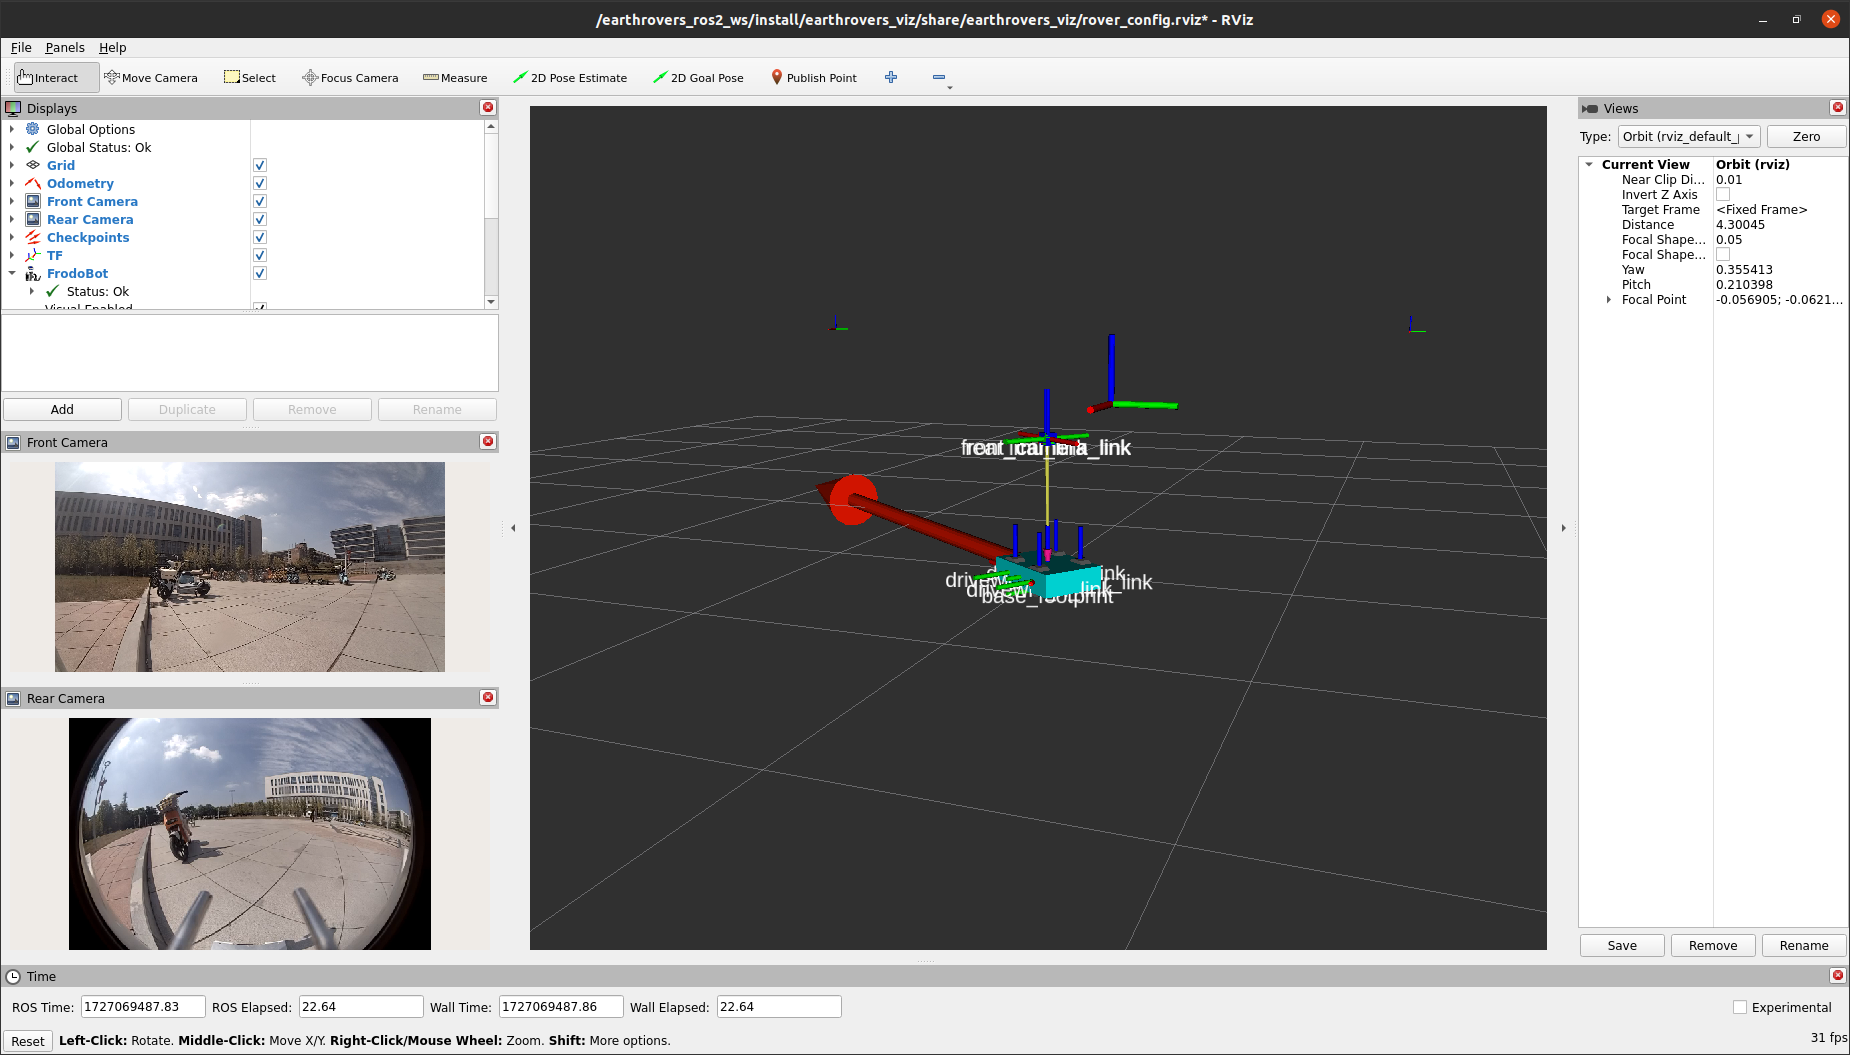 /earthrovers_ros2_ws/install/earthrovers_viz/share/earthrovers_viz/rover_config.rviz* - RViz
File Panels Help
Interact Move Camera Select Focus Camera Measure 2D Pose Estimate 2D Goal Pose Publish Point
Displays
Global Options
Global Status: Ok
Grid
Odometry
Front Camera
Rear Camera
Checkpoints
TF
FrodoBot
Status: Ok
Visual Enabled
Add Duplicate Remove Rename
Front Camera
Rear Camera
base_footprint
Views
Type: Orbit (rviz_default_ Zero
Current View Orbit (rviz)
Near Clip Di... 0.01
Invert Z Axis
Target Frame <Fixed Frame>
Distance 4.30045
Focal Shape... 0.05
Focal Shape...
Yaw 0.355413
Pitch 0.210398
Focal Point -0.056905; -0.0621...
Save Remove Rename
Time
ROS Time: 1727069487.83 ROS Elapsed: 22.64 Wall Time: 1727069487.86 Wall Elapsed: 22.64 Experimental
Reset Left-Click: Rotate. Middle-Click: Move X/Y. Right-Click/Mouse Wheel: Zoom. Shift: More options. 31 fps